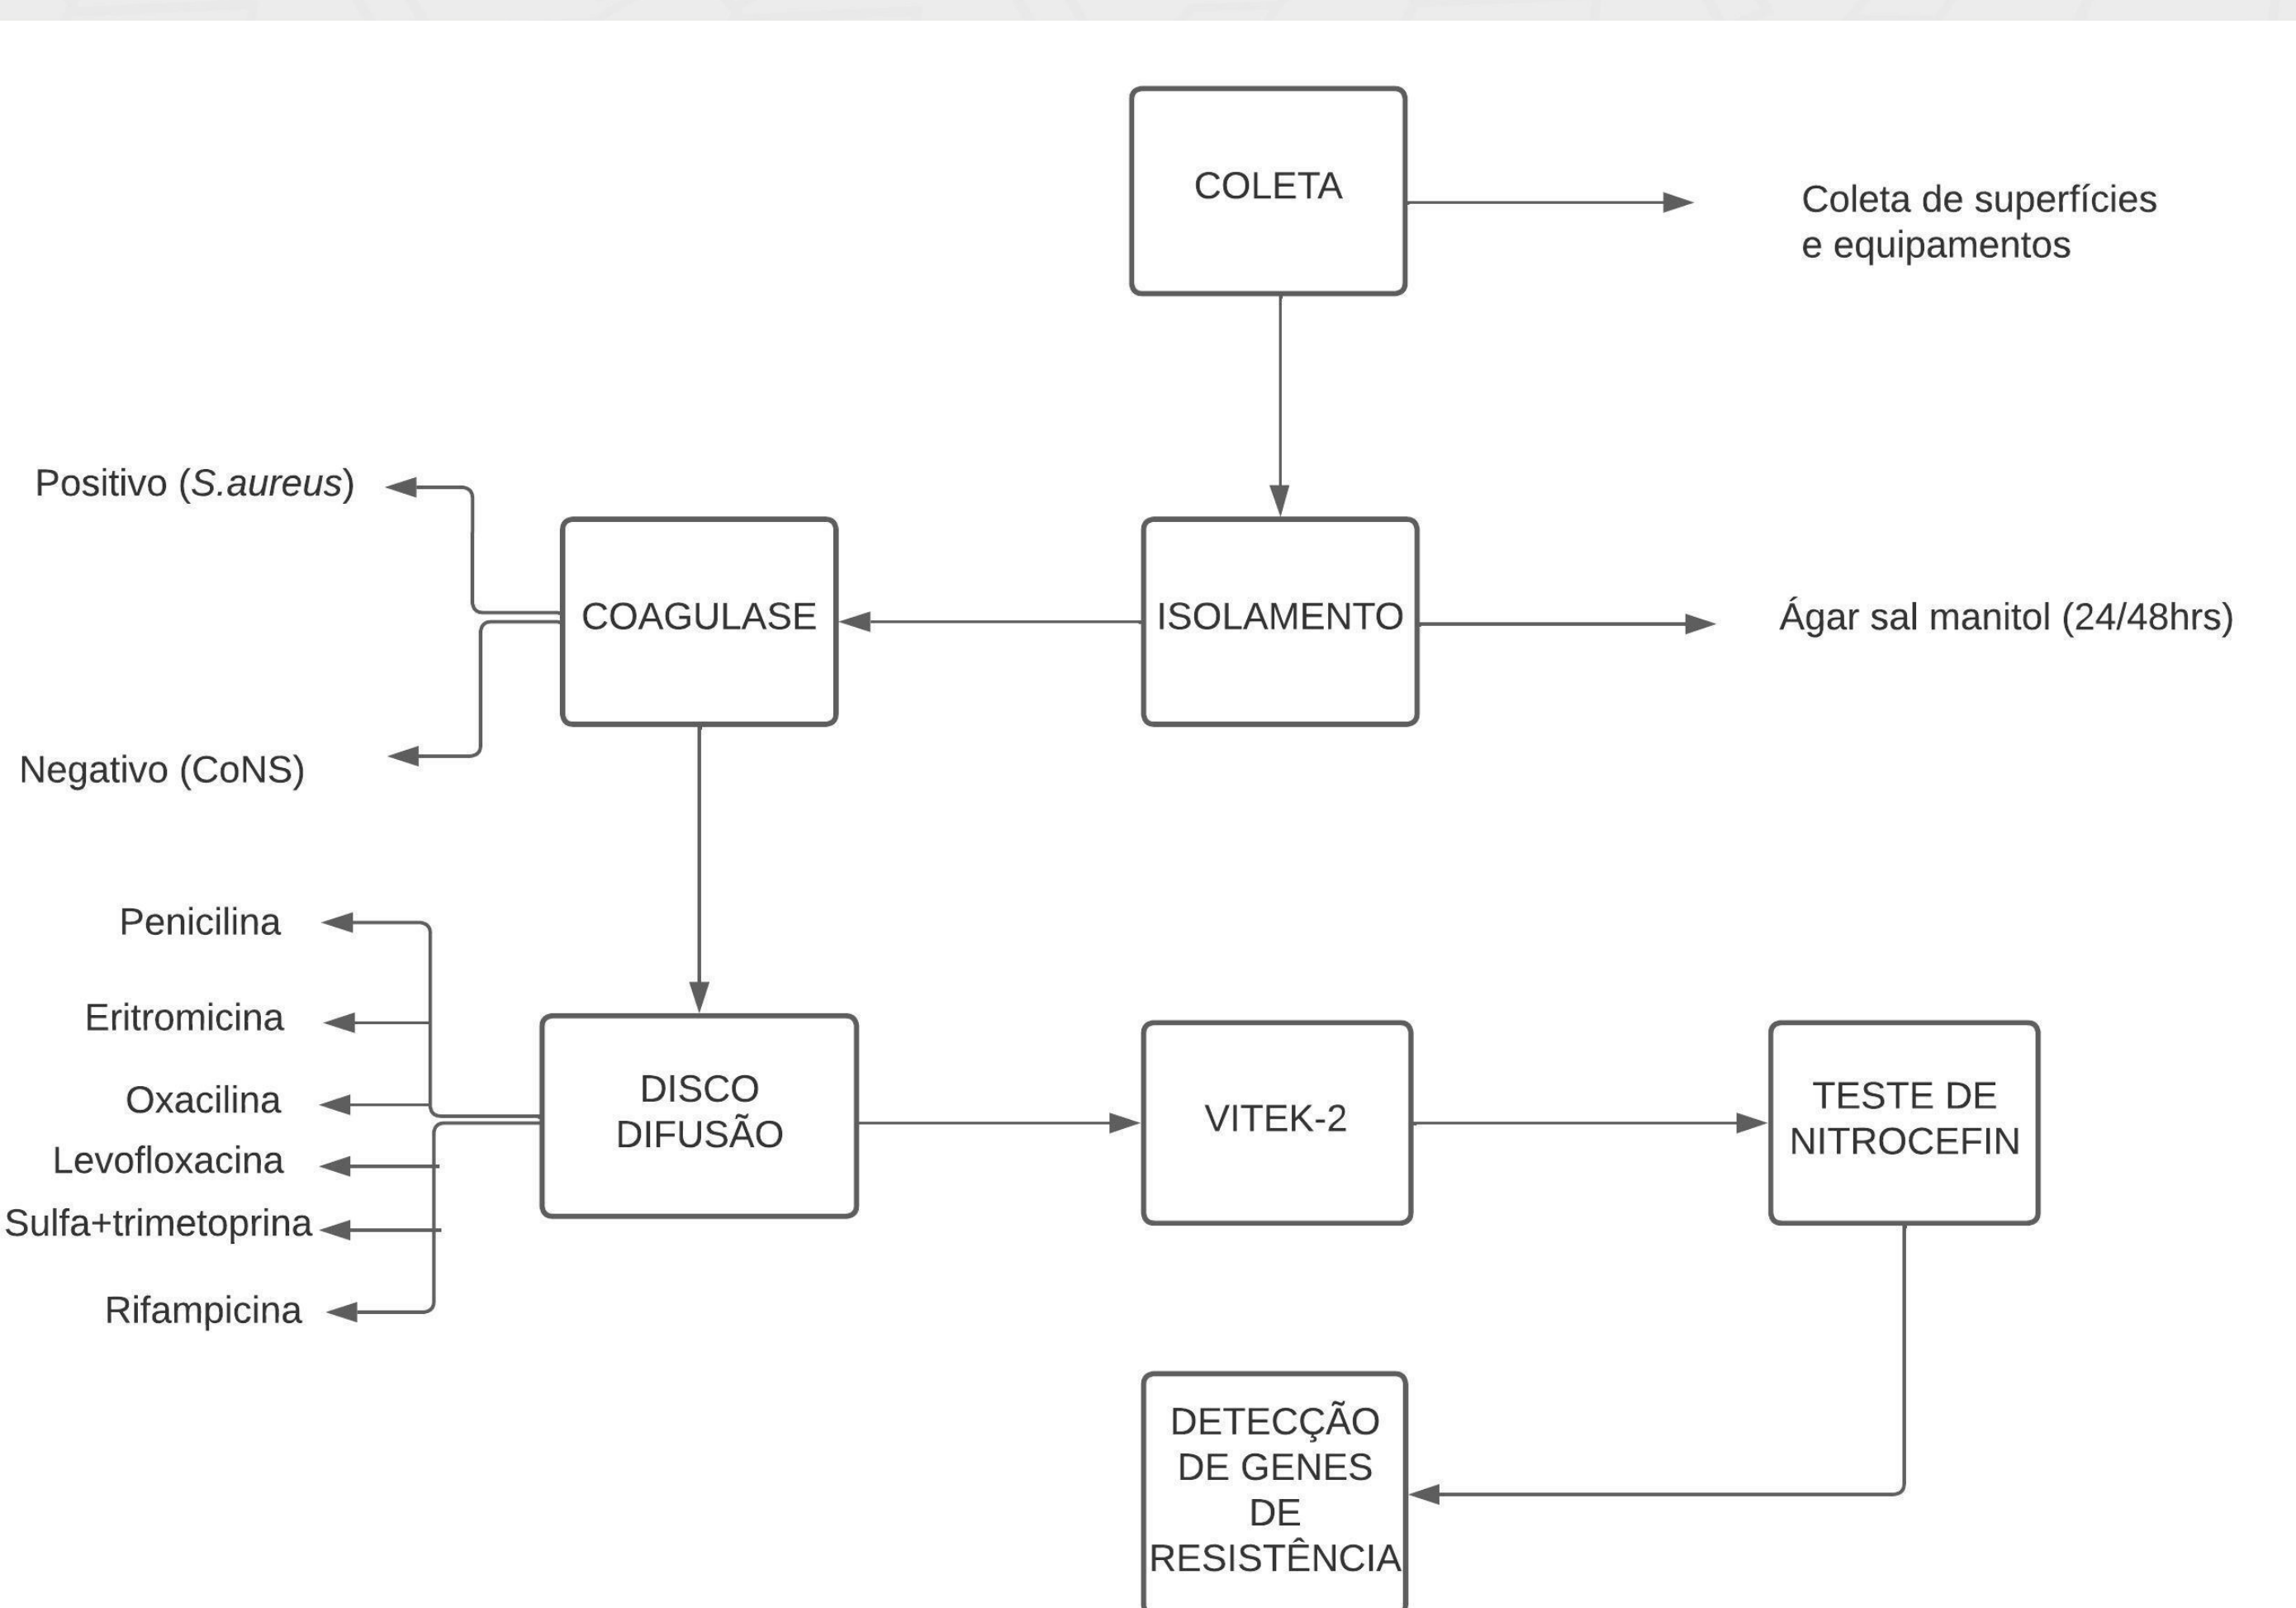 COLETA
Coleta de superfícies
e equipamentos
Positivo (S.aureus)
COAGULASE
ISOLAMENTO
Ágar sal manitol (24/48hrs)
Negativo (CoNS)
Penicilina
Eritromicina
Oxacilina
Levofloxacina
Sulfa+trimetoprina
Rifampicina
DISCO
DIFUSÃO
VITEK-2
TESTE DE
NITROCEFIN
DETECÇÃO
DE GENES
DE
RESISTÊNCIA